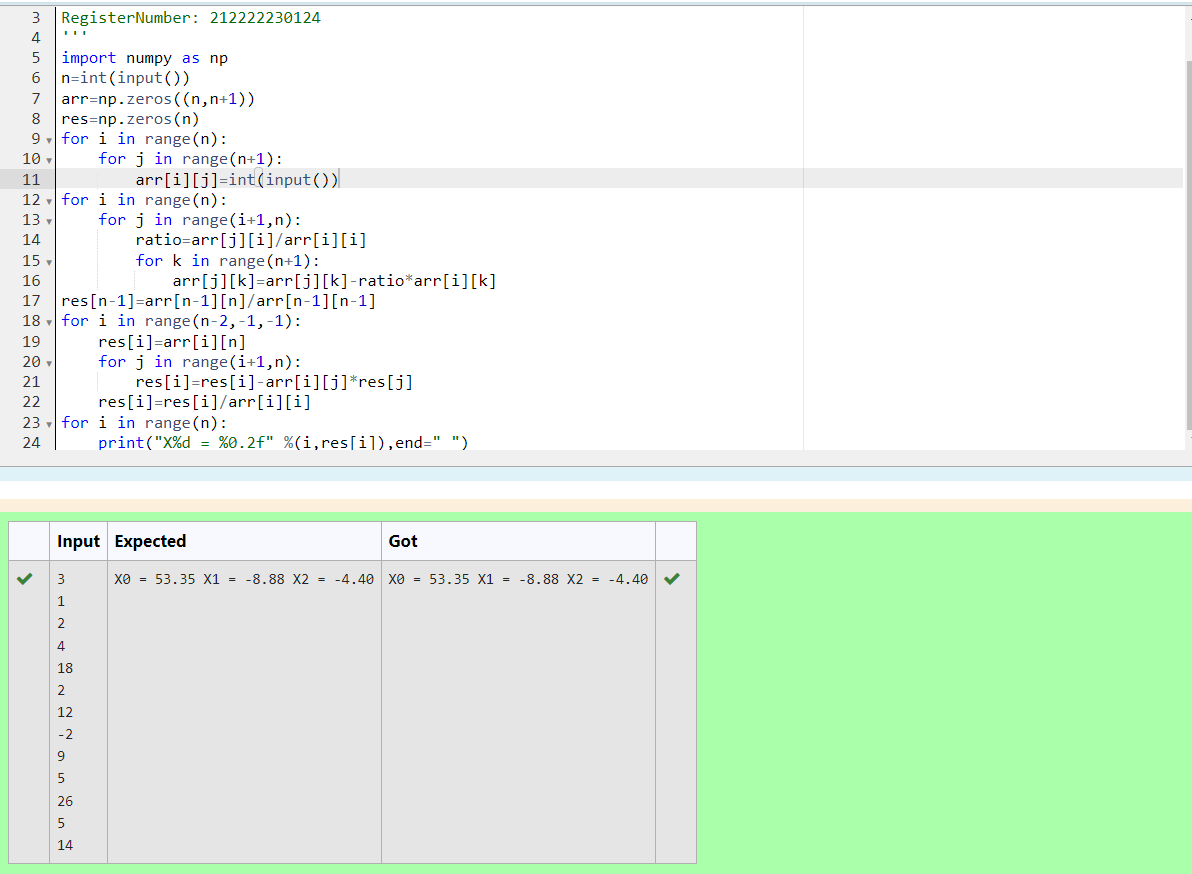 3 RegisterNumber: 212222230124
4 '''
5 import numpy as np
6 n=int(input())
7 arr=np.zeros((n,n+1))
8 res=np.zeros(n)
9 for i in range(n):
10     for j in range(n+1):
11         arr[i][j]=int(input())
12 for i in range(n):
13     for j in range(i+1,n):
14         ratio=arr[j][i]/arr[i][i]
15         for k in range(n+1):
16             arr[j][k]=arr[j][k]-ratio*arr[i][k]
17 res[n-1]=arr[n-1][n]/arr[n-1][n-1]
18 for i in range(n-2,-1,-1):
19     res[i]=arr[i][n]
20     for j in range(i+1,n):
21         res[i]=res[i]-arr[i][j]*res[j]
22     res[i]=res[i]/arr[i][i]
23 for i in range(n):
24     print("X%d = %0.2f" %(i,res[i]),end=" ")
Input Expected Got
3 X0 = 53.35 X1 = -8.88 X2 = -4.40 X0 = 53.35 X1 = -8.88 X2 = -4.40
1
2
4
18
2
12
-2
9
5
26
5
14